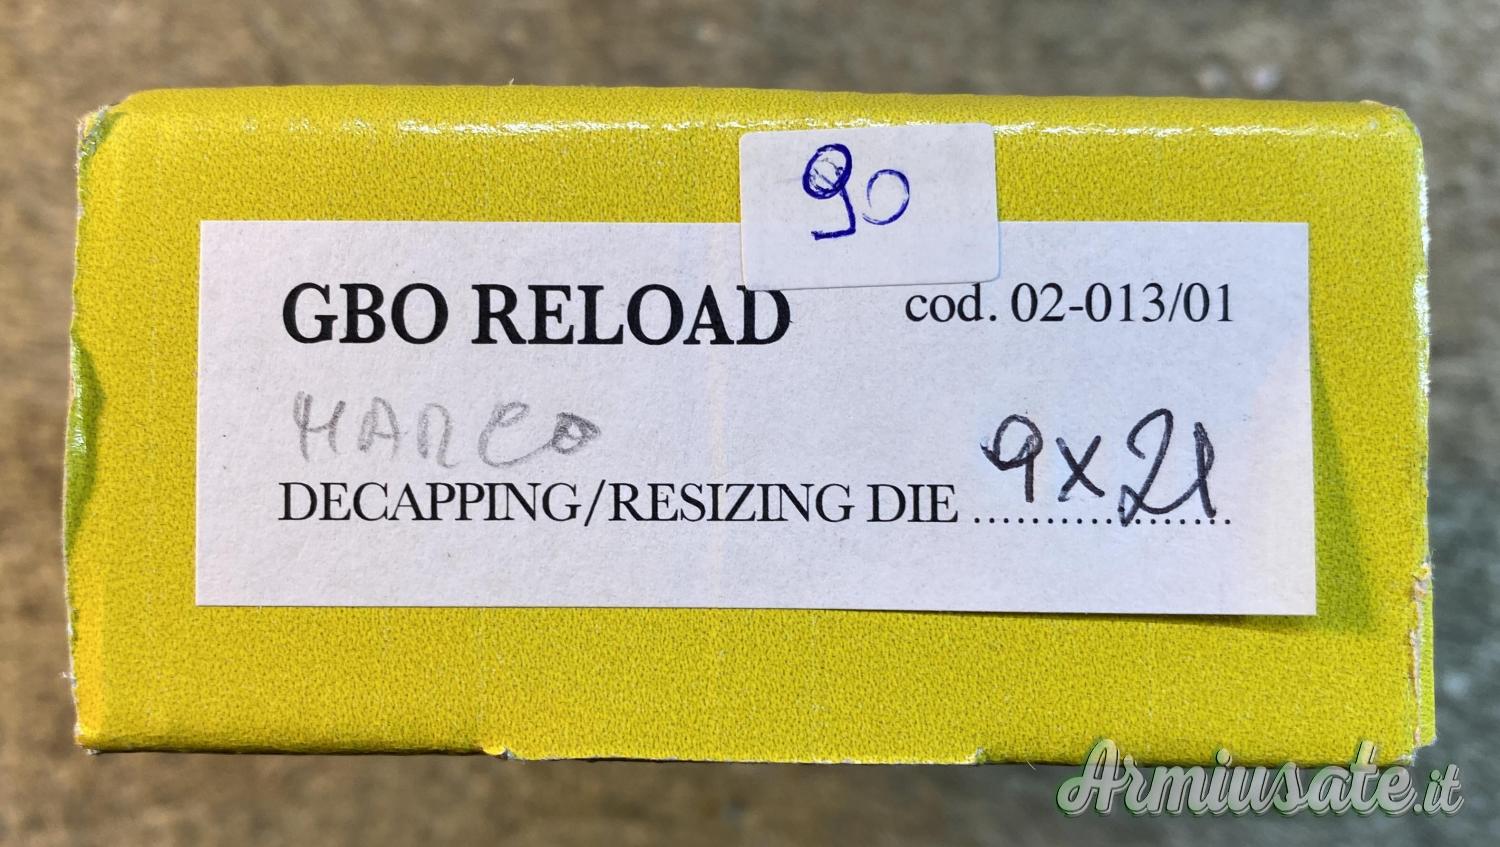 90
GBO RELOAD
cod. 02-013/01
MARCO
DECAPPING/RESIZING DIE .................. 9x21
Armiusate.it